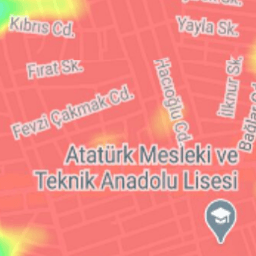 Kıbrıs Cd.
Yayla Sk.
Fırat Sk.
İlknur Sk
Hacıoğlu Cd.
Fevzi Çakmak Cd.
Atatürk Mesleki ve
Teknik Anadolu Lisesi